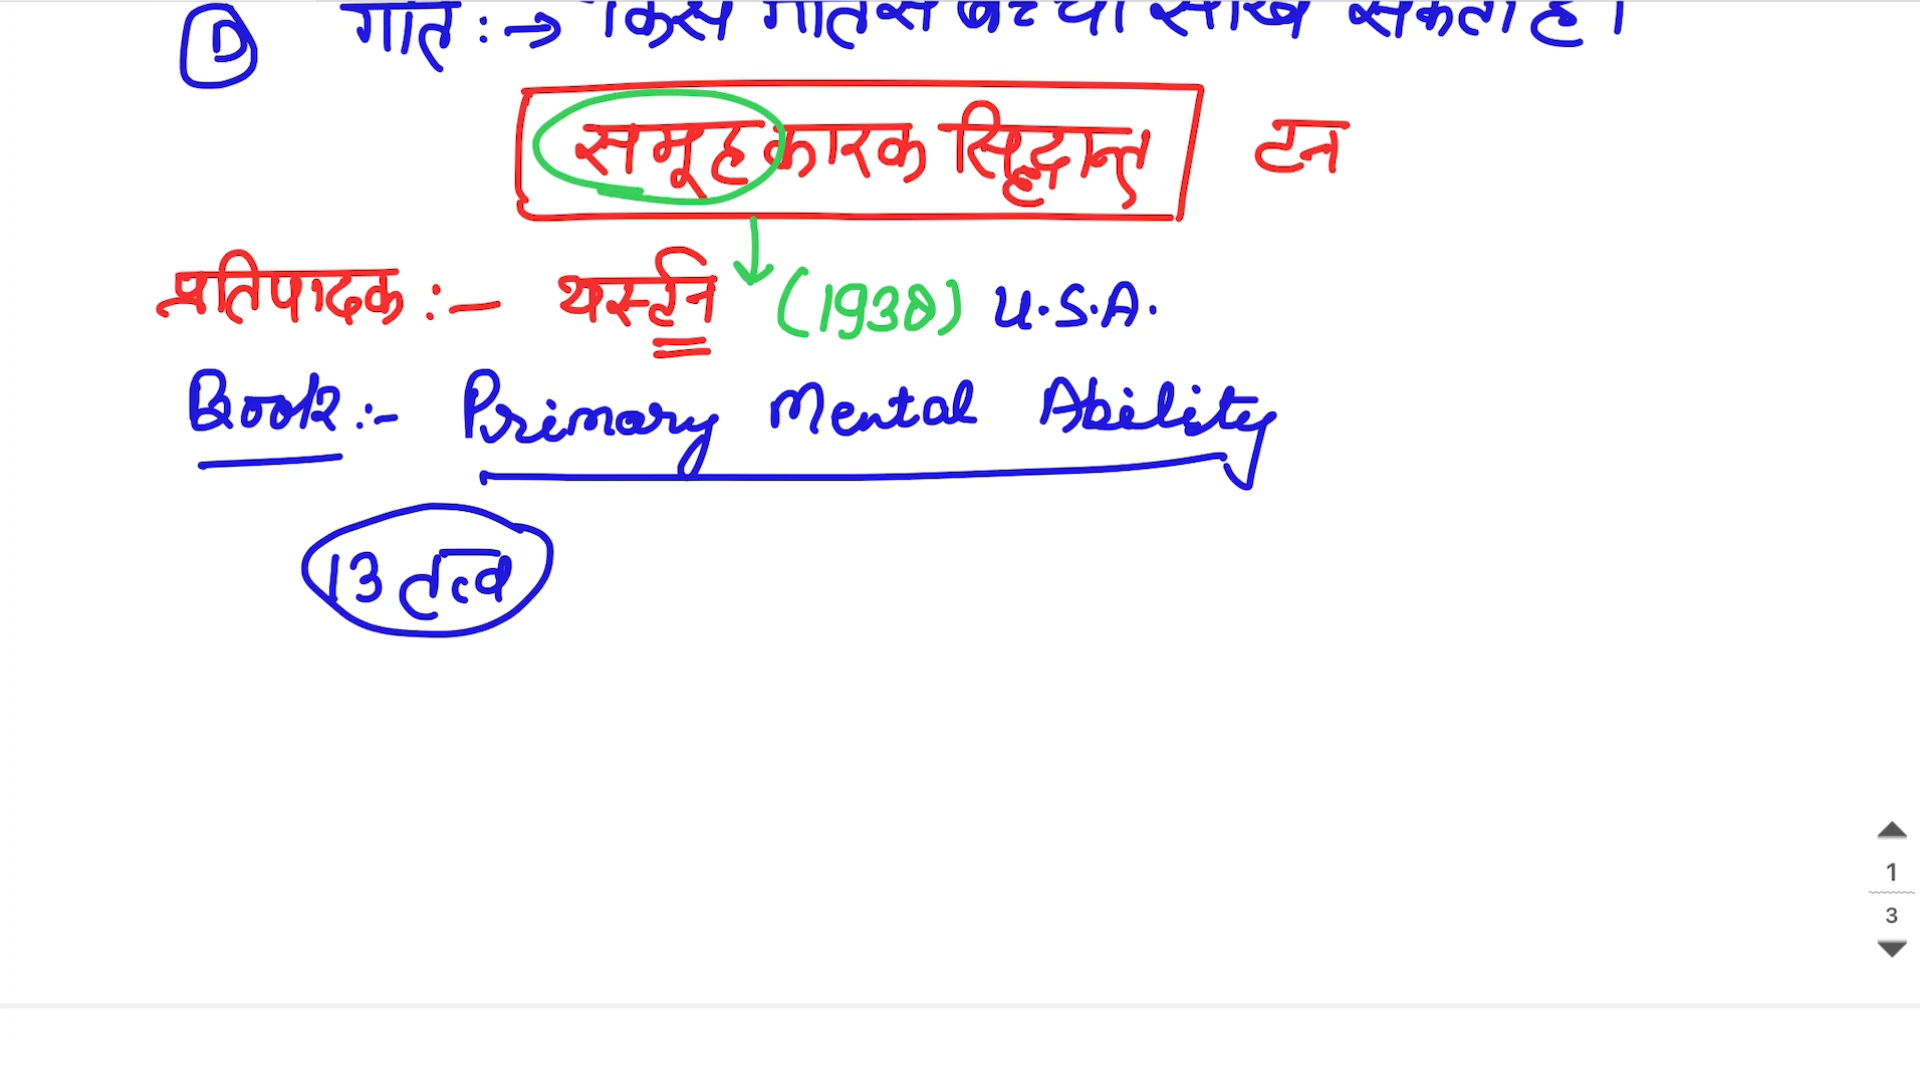 D गति :→ किस गति से बच्चा सीख सकता है।
समूह कारक सिद्धान्त टन
प्रतिपादक :- थर्स्टन (1938) U.S.A.
Book :- Primary Mental Ability
13 तत्व
1
3